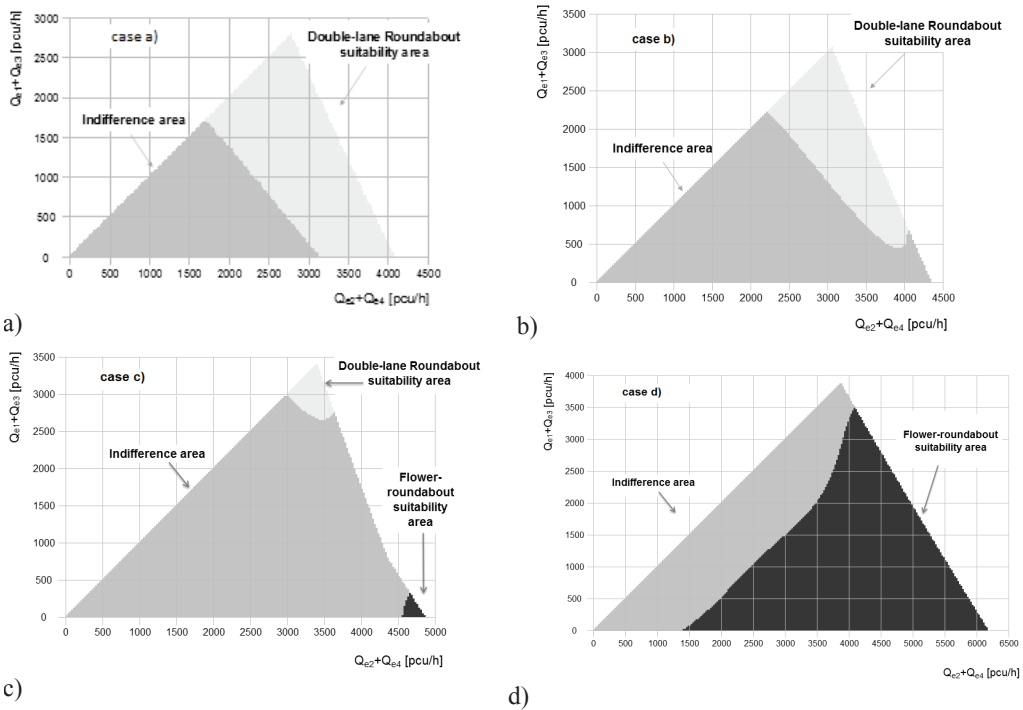 case a)
Double-lane Roundabout
suitability area
Indifference area
Qe1+Qe3 [pcu/h]
3000
2500
2000
1500
1000
500
0
0 500 1000 1500 2000 2500 3000 3500 4000 4500
Qe2+Qe4 [pcu/h]
a)
case b)
Double-lane Roundabout
suitability area
Indifference area
Qe1+Qe3 [pcu/h]
3500
3000
2500
2000
1500
1000
500
0
0 500 1000 1500 2000 2500 3000 3500 4000 4500
Qe2+Qe4 [pcu/h]
b)
case c)
Double-lane Roundabout
suitability area
Indifference area
Flower-
roundabout
suitability
area
Qe1+Qe3 [pcu/h]
3500
3000
2500
2000
1500
1000
500
0
0 500 1000 1500 2000 2500 3000 3500 4000 4500 5000
Qe2+Qe4 [pcu/h]
c)
case d)
Flower-roundabout
suitability area
Indifference area
Qe1+Qe3 [pcu/h]
4000
3500
3000
2500
2000
1500
1000
500
0
0 500 1000 1500 2000 2500 3000 3500 4000 4500 5000 5500 6000 6500
Qe2+Qe4 [pcu/h]
d)